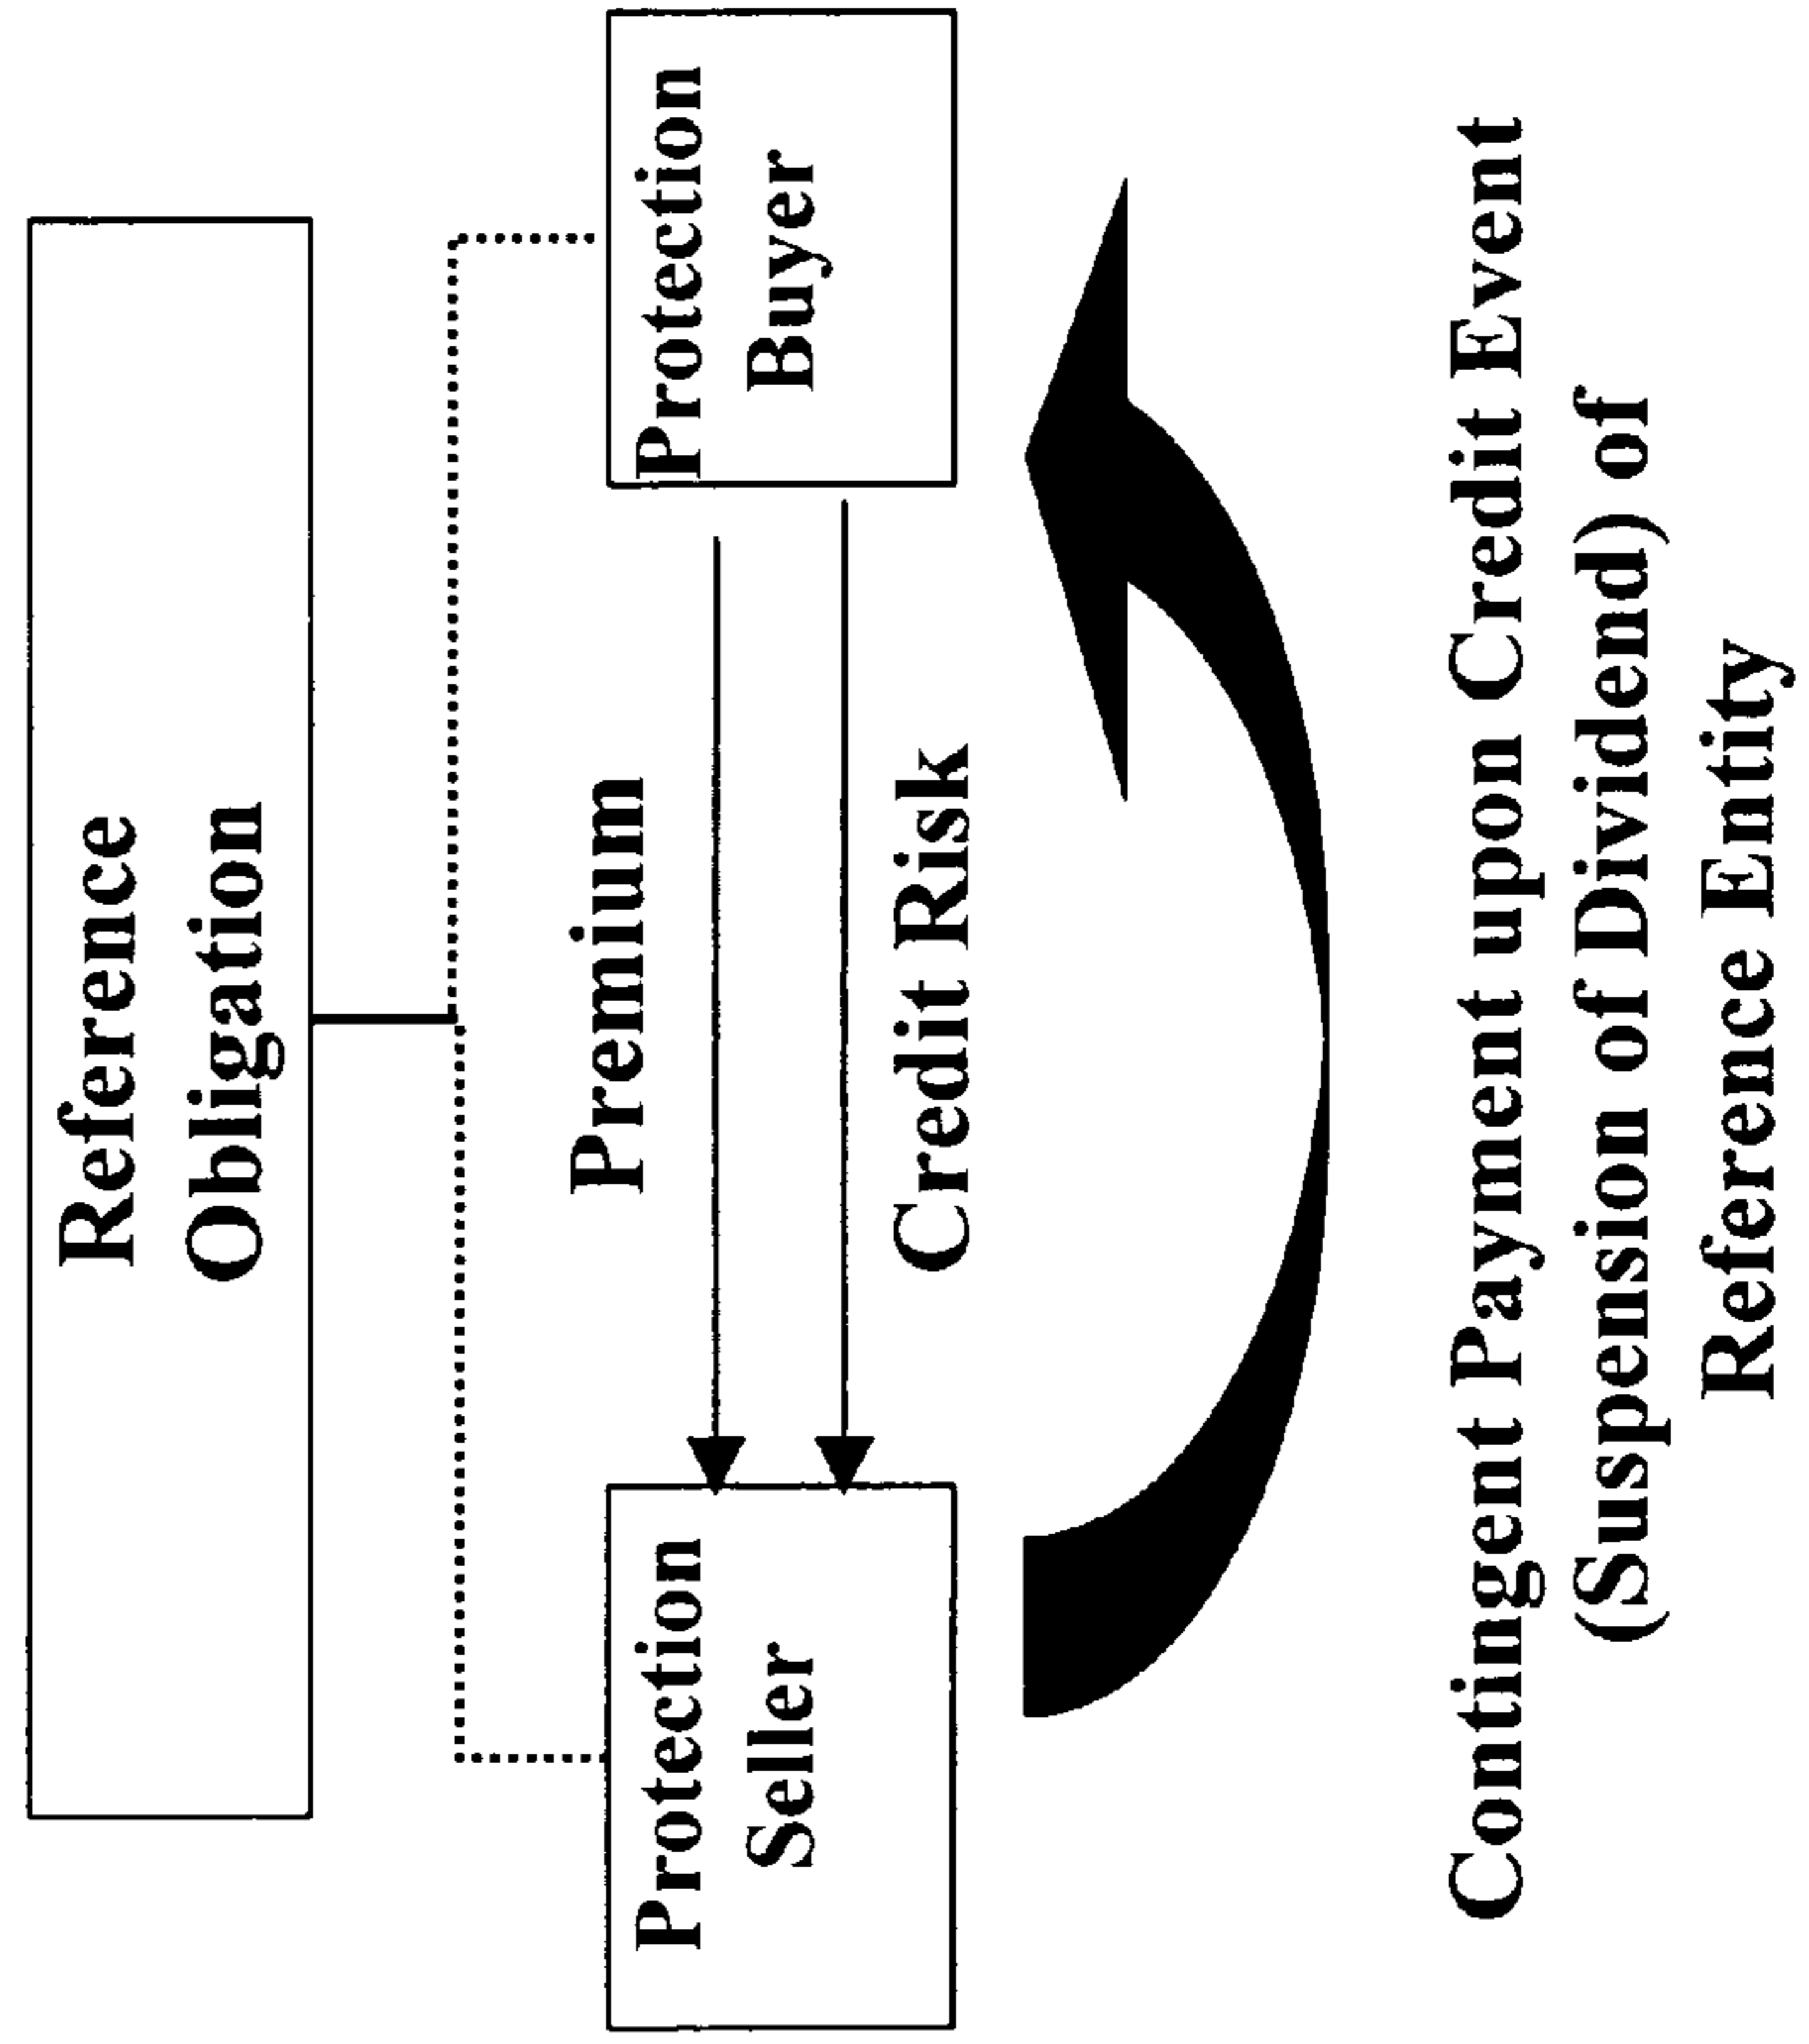 Reference
Obligation
Protection
Seller
Premium
Credit Risk
Protection
Buyer
Contingent Payment upon Credit Event
(Suspension of Dividend) of
Reference Entity